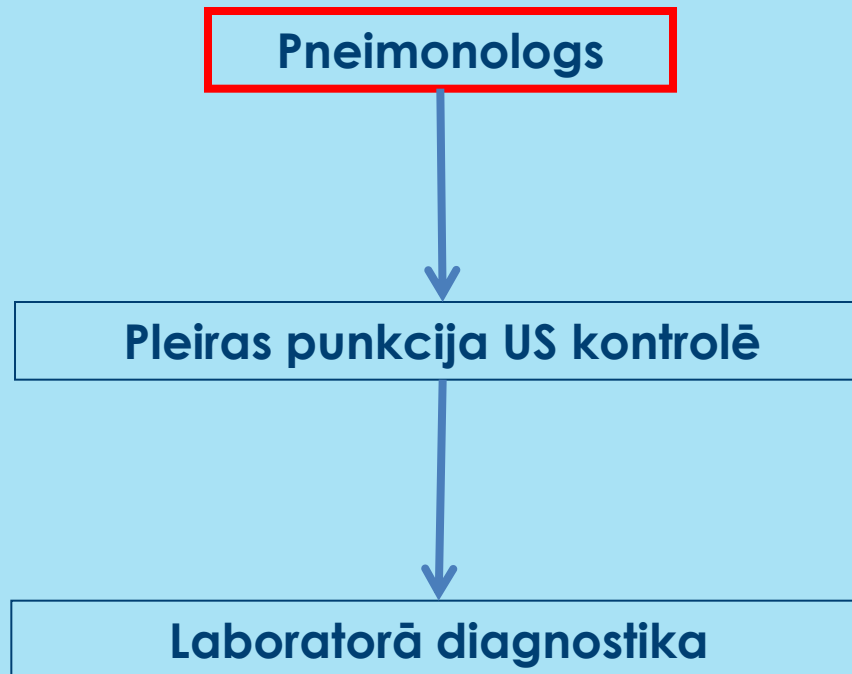 Pneimonologs
Pleiras punkcija US kontrolē
Laboratorā diagnostika